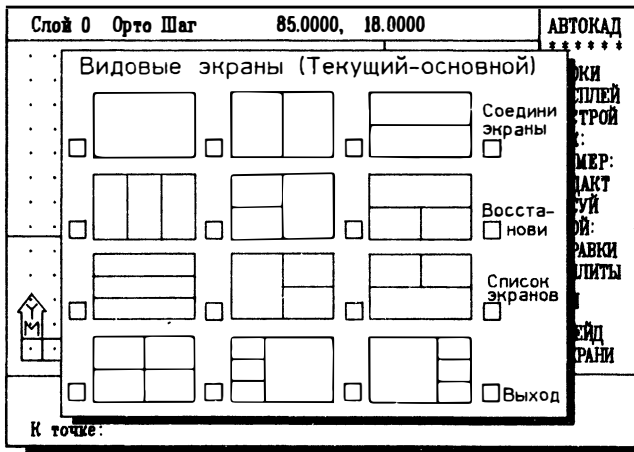 Слой 0 Орто Шаг 85.0000, 18.0000 АВТОКАД
* * * * * *
Видовые экраны (Текущий-основной)
Соедини
экраны
Восста-
нови
Список
экранов
Выход
МЕР:
К точке: